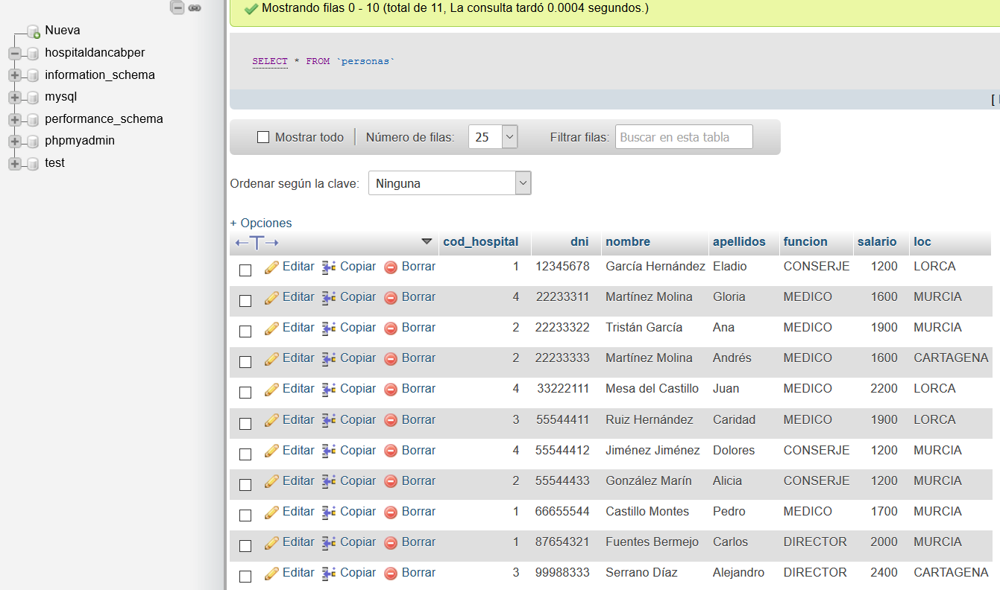 Mostrando filas 0 - 10 (total de 11, La consulta tardó 0.0004 segundos.)
Nueva
hospitaldancabper
information_schema
mysql
performance_schema
phpmyadmin
test
SELECT * FROM `personas`
[
Mostrar todo Número de filas: 25 Filtrar filas: Buscar en esta tabla
Ordenar según la clave: Ninguna
+ Opciones
←T→ cod_hospital dni nombre apellidos funcion salario loc
Editar Copiar Borrar 1 12345678 García Hernández Eladio CONSERJE 1200 LORCA
Editar Copiar Borrar 4 22233311 Martínez Molina Gloria MEDICO 1600 MURCIA
Editar Copiar Borrar 2 22233322 Tristán García Ana MEDICO 1900 MURCIA
Editar Copiar Borrar 2 22233333 Martínez Molina Andrés MEDICO 1600 CARTAGENA
Editar Copiar Borrar 4 33222111 Mesa del Castillo Juan MEDICO 2200 LORCA
Editar Copiar Borrar 3 55544411 Ruiz Hernández Caridad MEDICO 1900 LORCA
Editar Copiar Borrar 4 55544412 Jiménez Jiménez Dolores CONSERJE 1200 MURCIA
Editar Copiar Borrar 2 55544433 González Marín Alicia CONSERJE 1200 MURCIA
Editar Copiar Borrar 1 66655544 Castillo Montes Pedro MEDICO 1700 MURCIA
Editar Copiar Borrar 1 87654321 Fuentes Bermejo Carlos DIRECTOR 2000 MURCIA
Editar Copiar Borrar 3 99988333 Serrano Díaz Alejandro DIRECTOR 2400 CARTAGENA